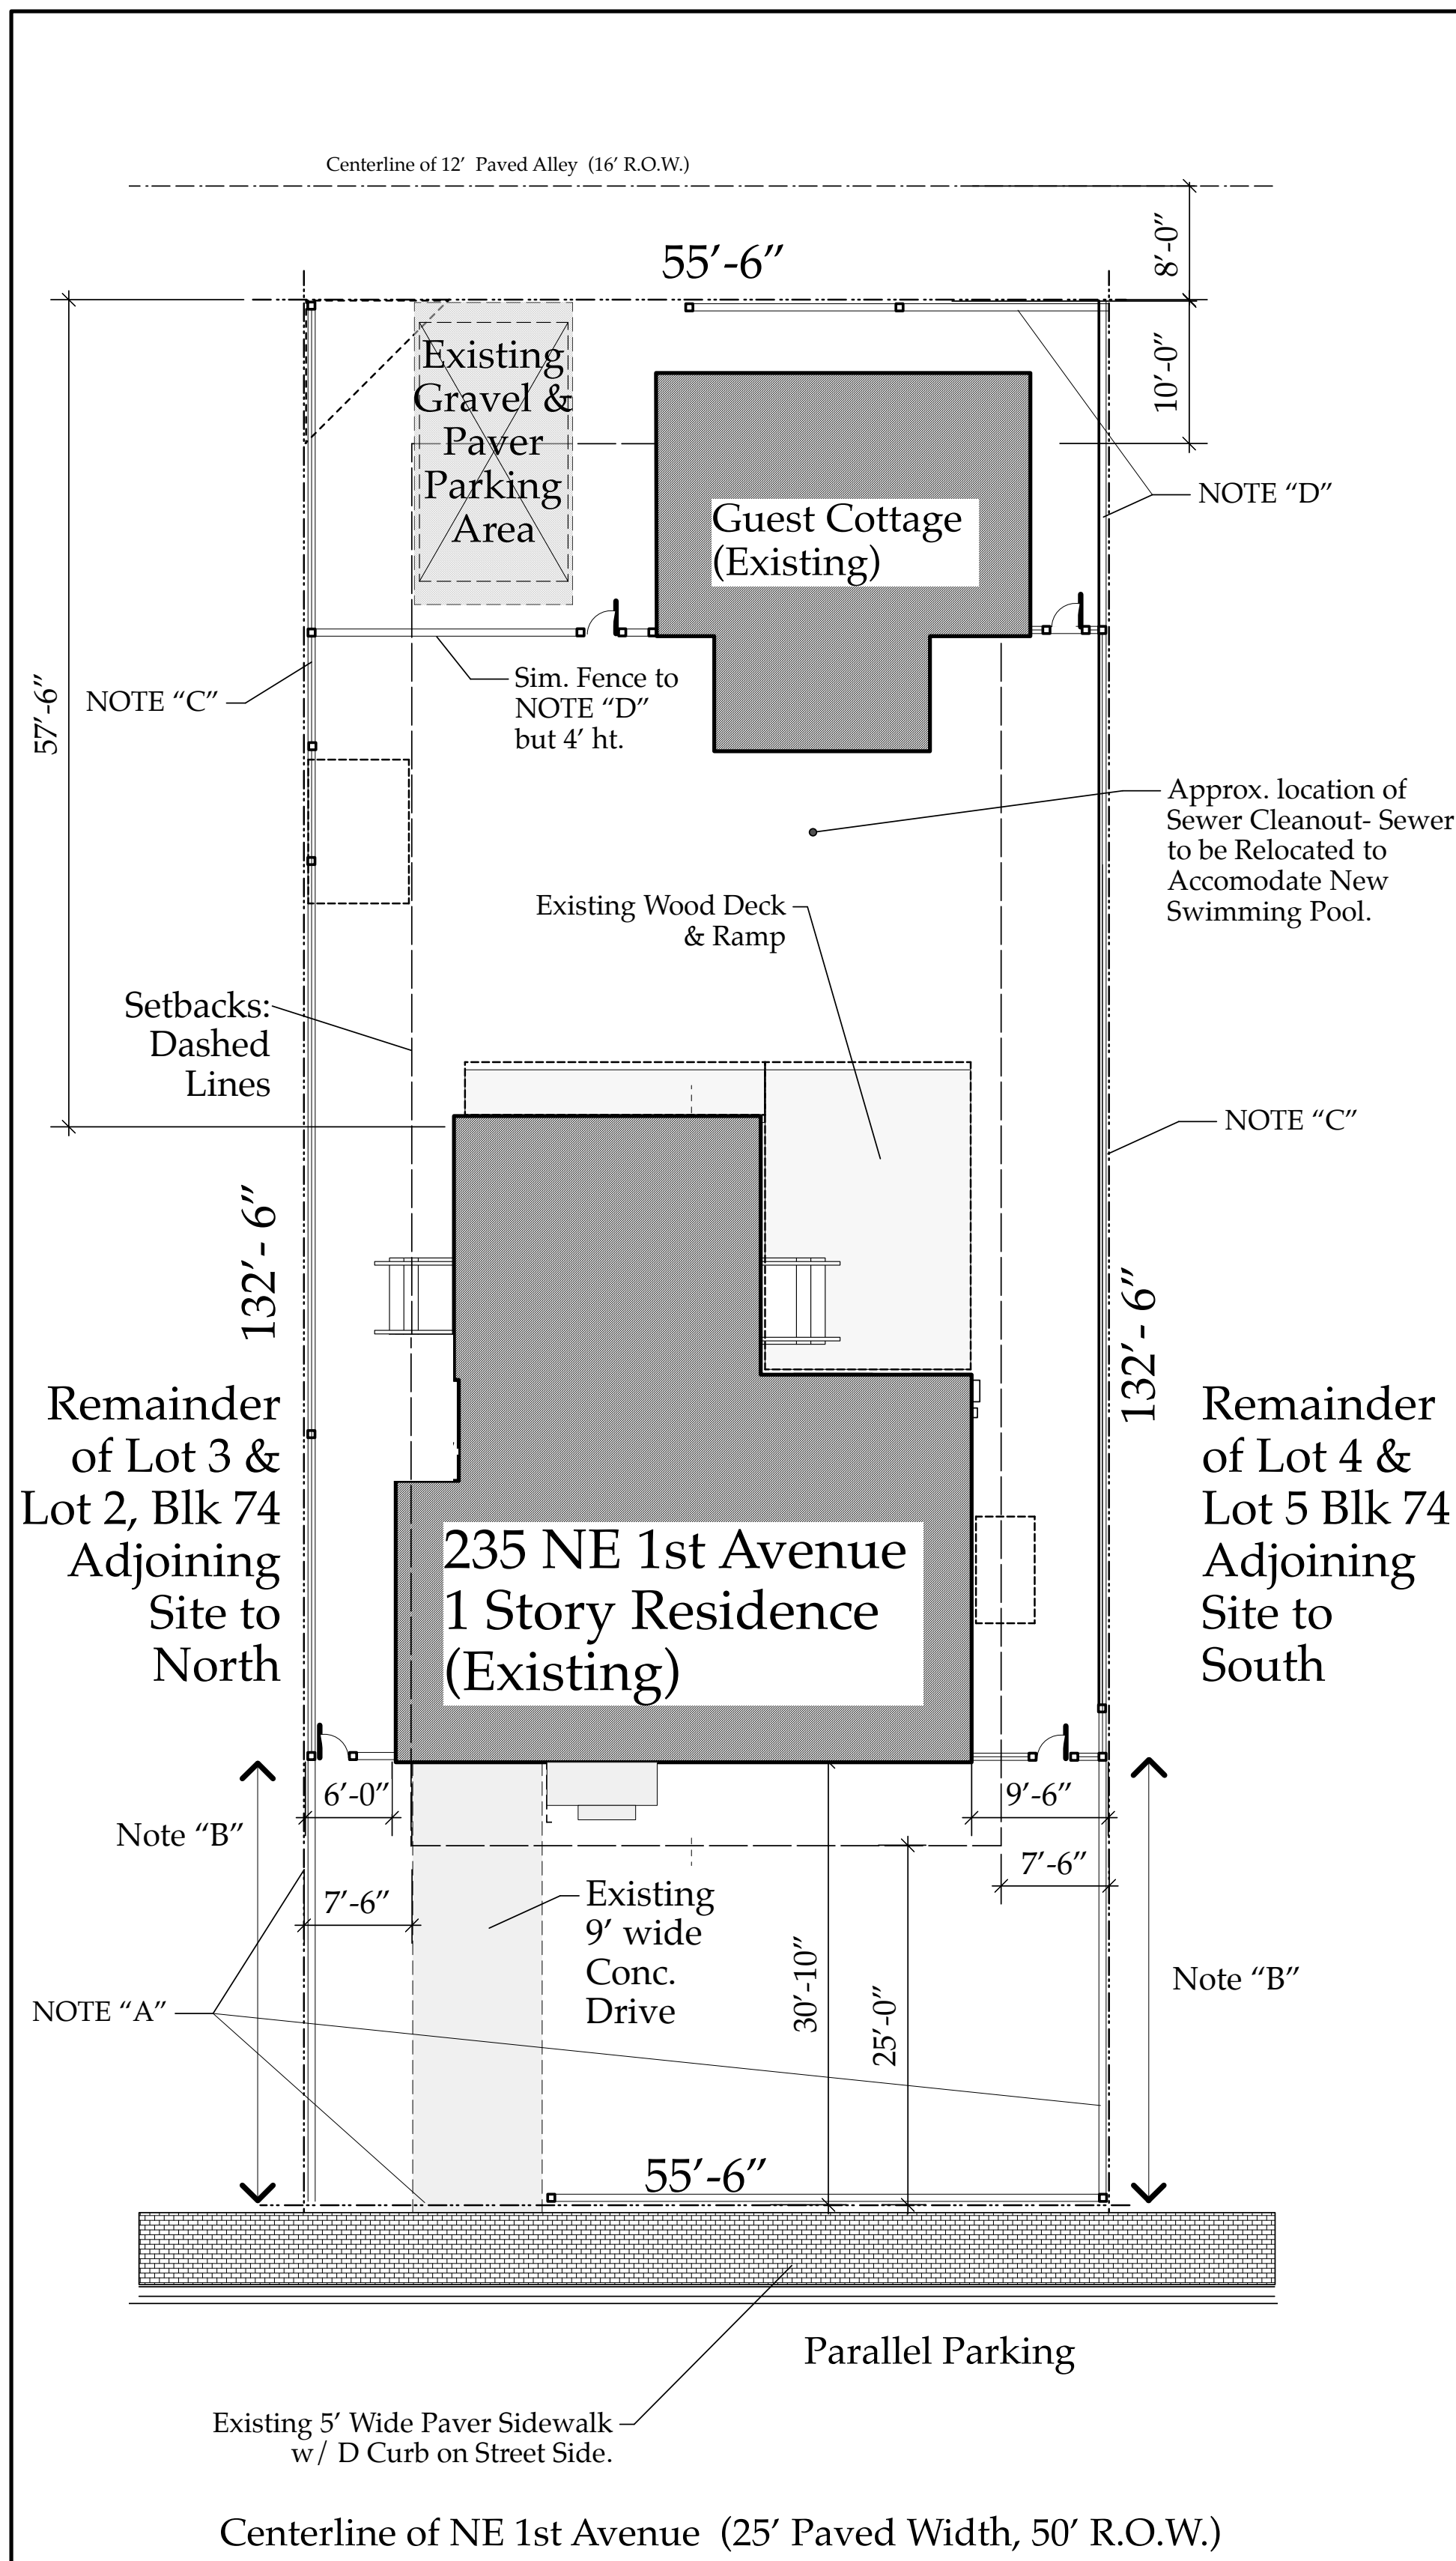 Centerline of 12′ Paved Alley (16′ R.O.W.)
8′-0″
55′-6″
10′-0″
Existing
Gravel &
Paver
Parking
Area
NOTE “D”
Guest Cottage
(Existing)
57′-6″
NOTE “C”
Sim. Fence to
NOTE “D”
but 4′ ht.
Approx. location of
Sewer Cleanout- Sewer
to be Relocated to
Accomodate New
Swimming Pool.
Existing Wood Deck
& Ramp
Setbacks:
Dashed
Lines
NOTE “C”
132′- 6″
132′- 6″
Remainder
of Lot 3 &
Lot 2, Blk 74
Adjoining
Site to
North
Remainder
of Lot 4 &
Lot 5 Blk 74
Adjoining
Site to
South
235 NE 1st Avenue
1 Story Residence
(Existing)
6′-0″
9′-6″
Note “B”
7′-6″
7′-6″
Existing
9′ wide
Conc.
Drive
30′-10″
25′-0″
Note “B”
NOTE “A”
55′-6″
Parallel Parking
Existing 5′ Wide Paver Sidewalk
w/ D Curb on Street Side.
Centerline of NE 1st Avenue (25′ Paved Width, 50′ R.O.W.)